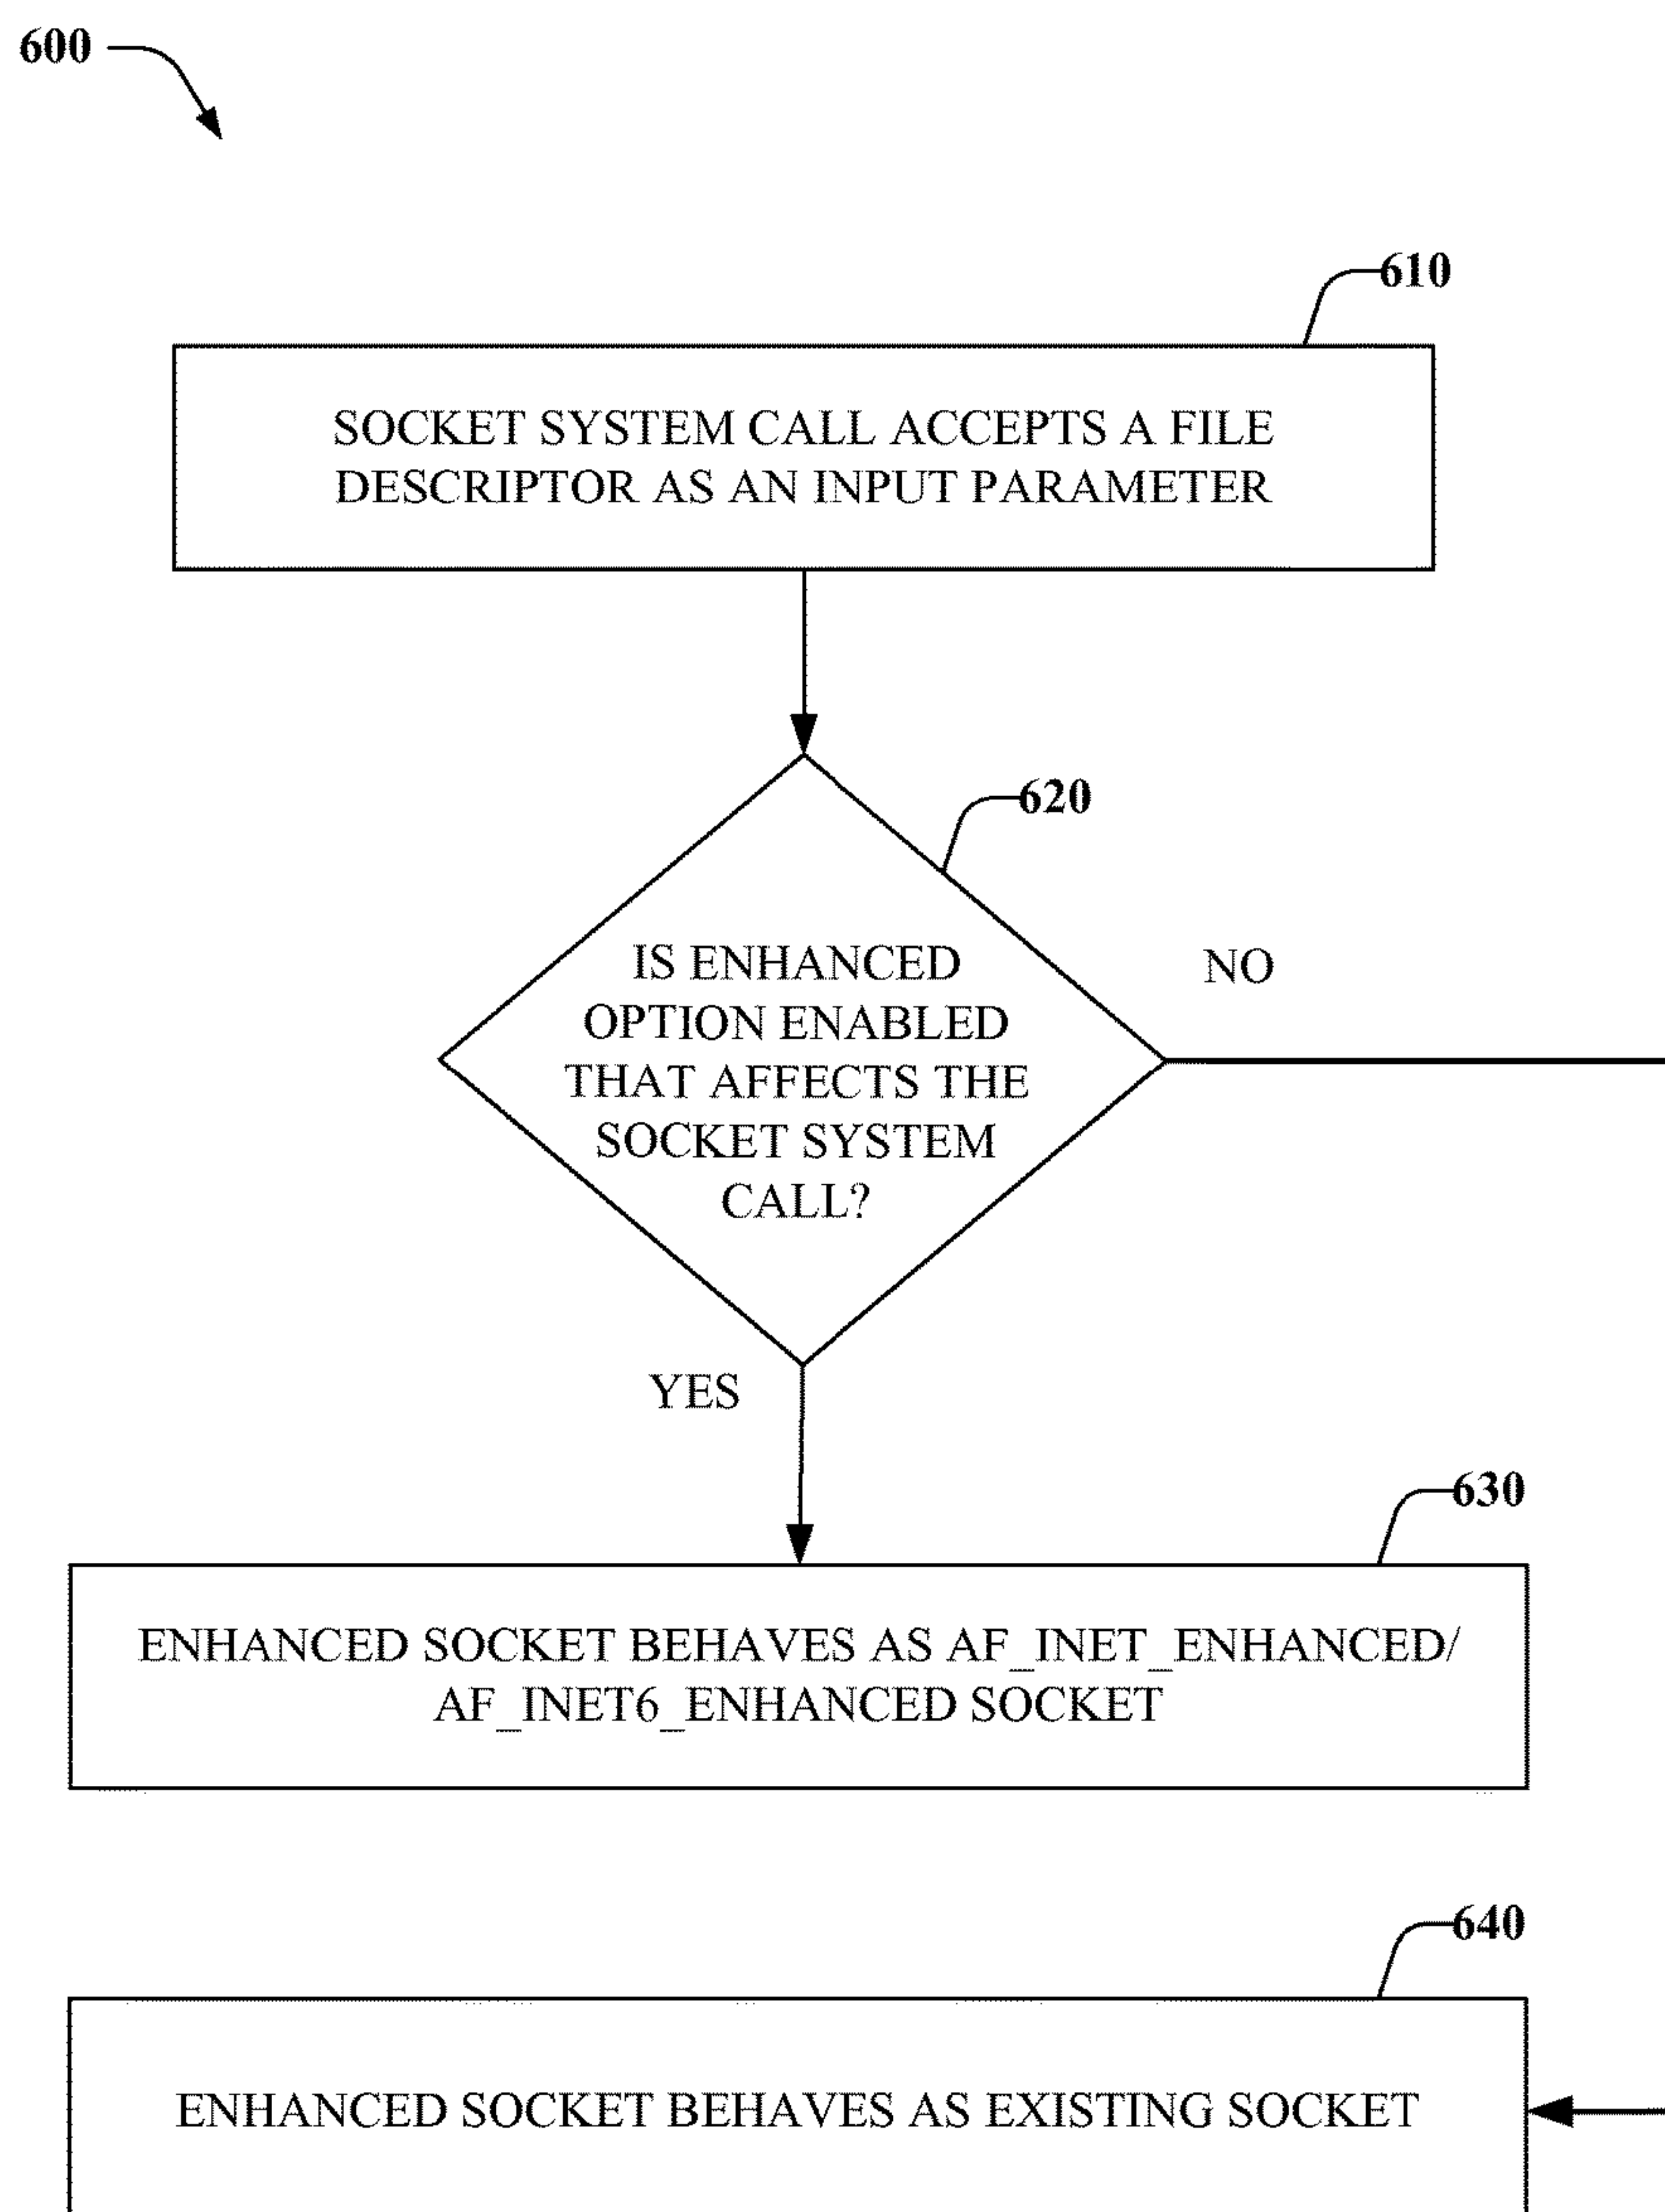 600
610
SOCKET SYSTEM CALL ACCEPTS A FILE
DESCRIPTOR AS AN INPUT PARAMETER
620
IS ENHANCED
OPTION ENABLED
THAT AFFECTS THE
SOCKET SYSTEM
CALL?
NO
YES
630
ENHANCED SOCKET BEHAVES AS AF_INET_ENHANCED/
AF_INET6_ENHANCED SOCKET
640
ENHANCED SOCKET BEHAVES AS EXISTING SOCKET